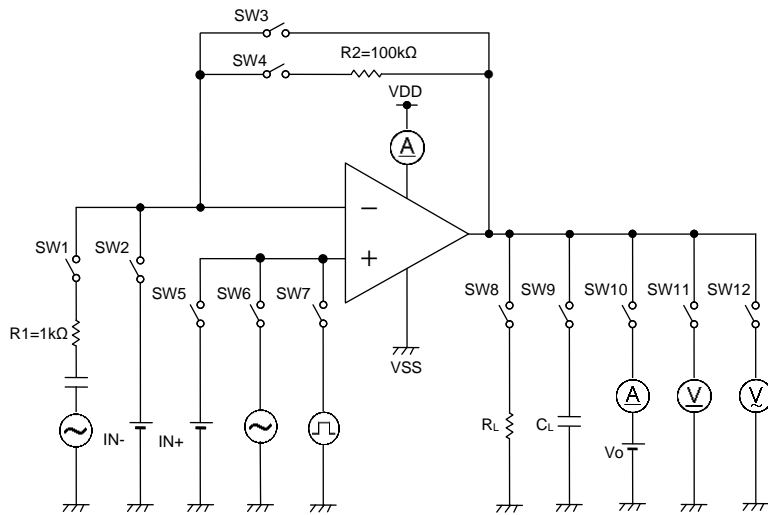 SW3
SW4
R2=100kΩ
VDD
A
SW1
SW2
SW5
SW6
SW7
SW8
SW9
SW10
SW11
SW12
R1=1kΩ
VSS
A
V
V
IN-
IN+
RL
CL
Vo